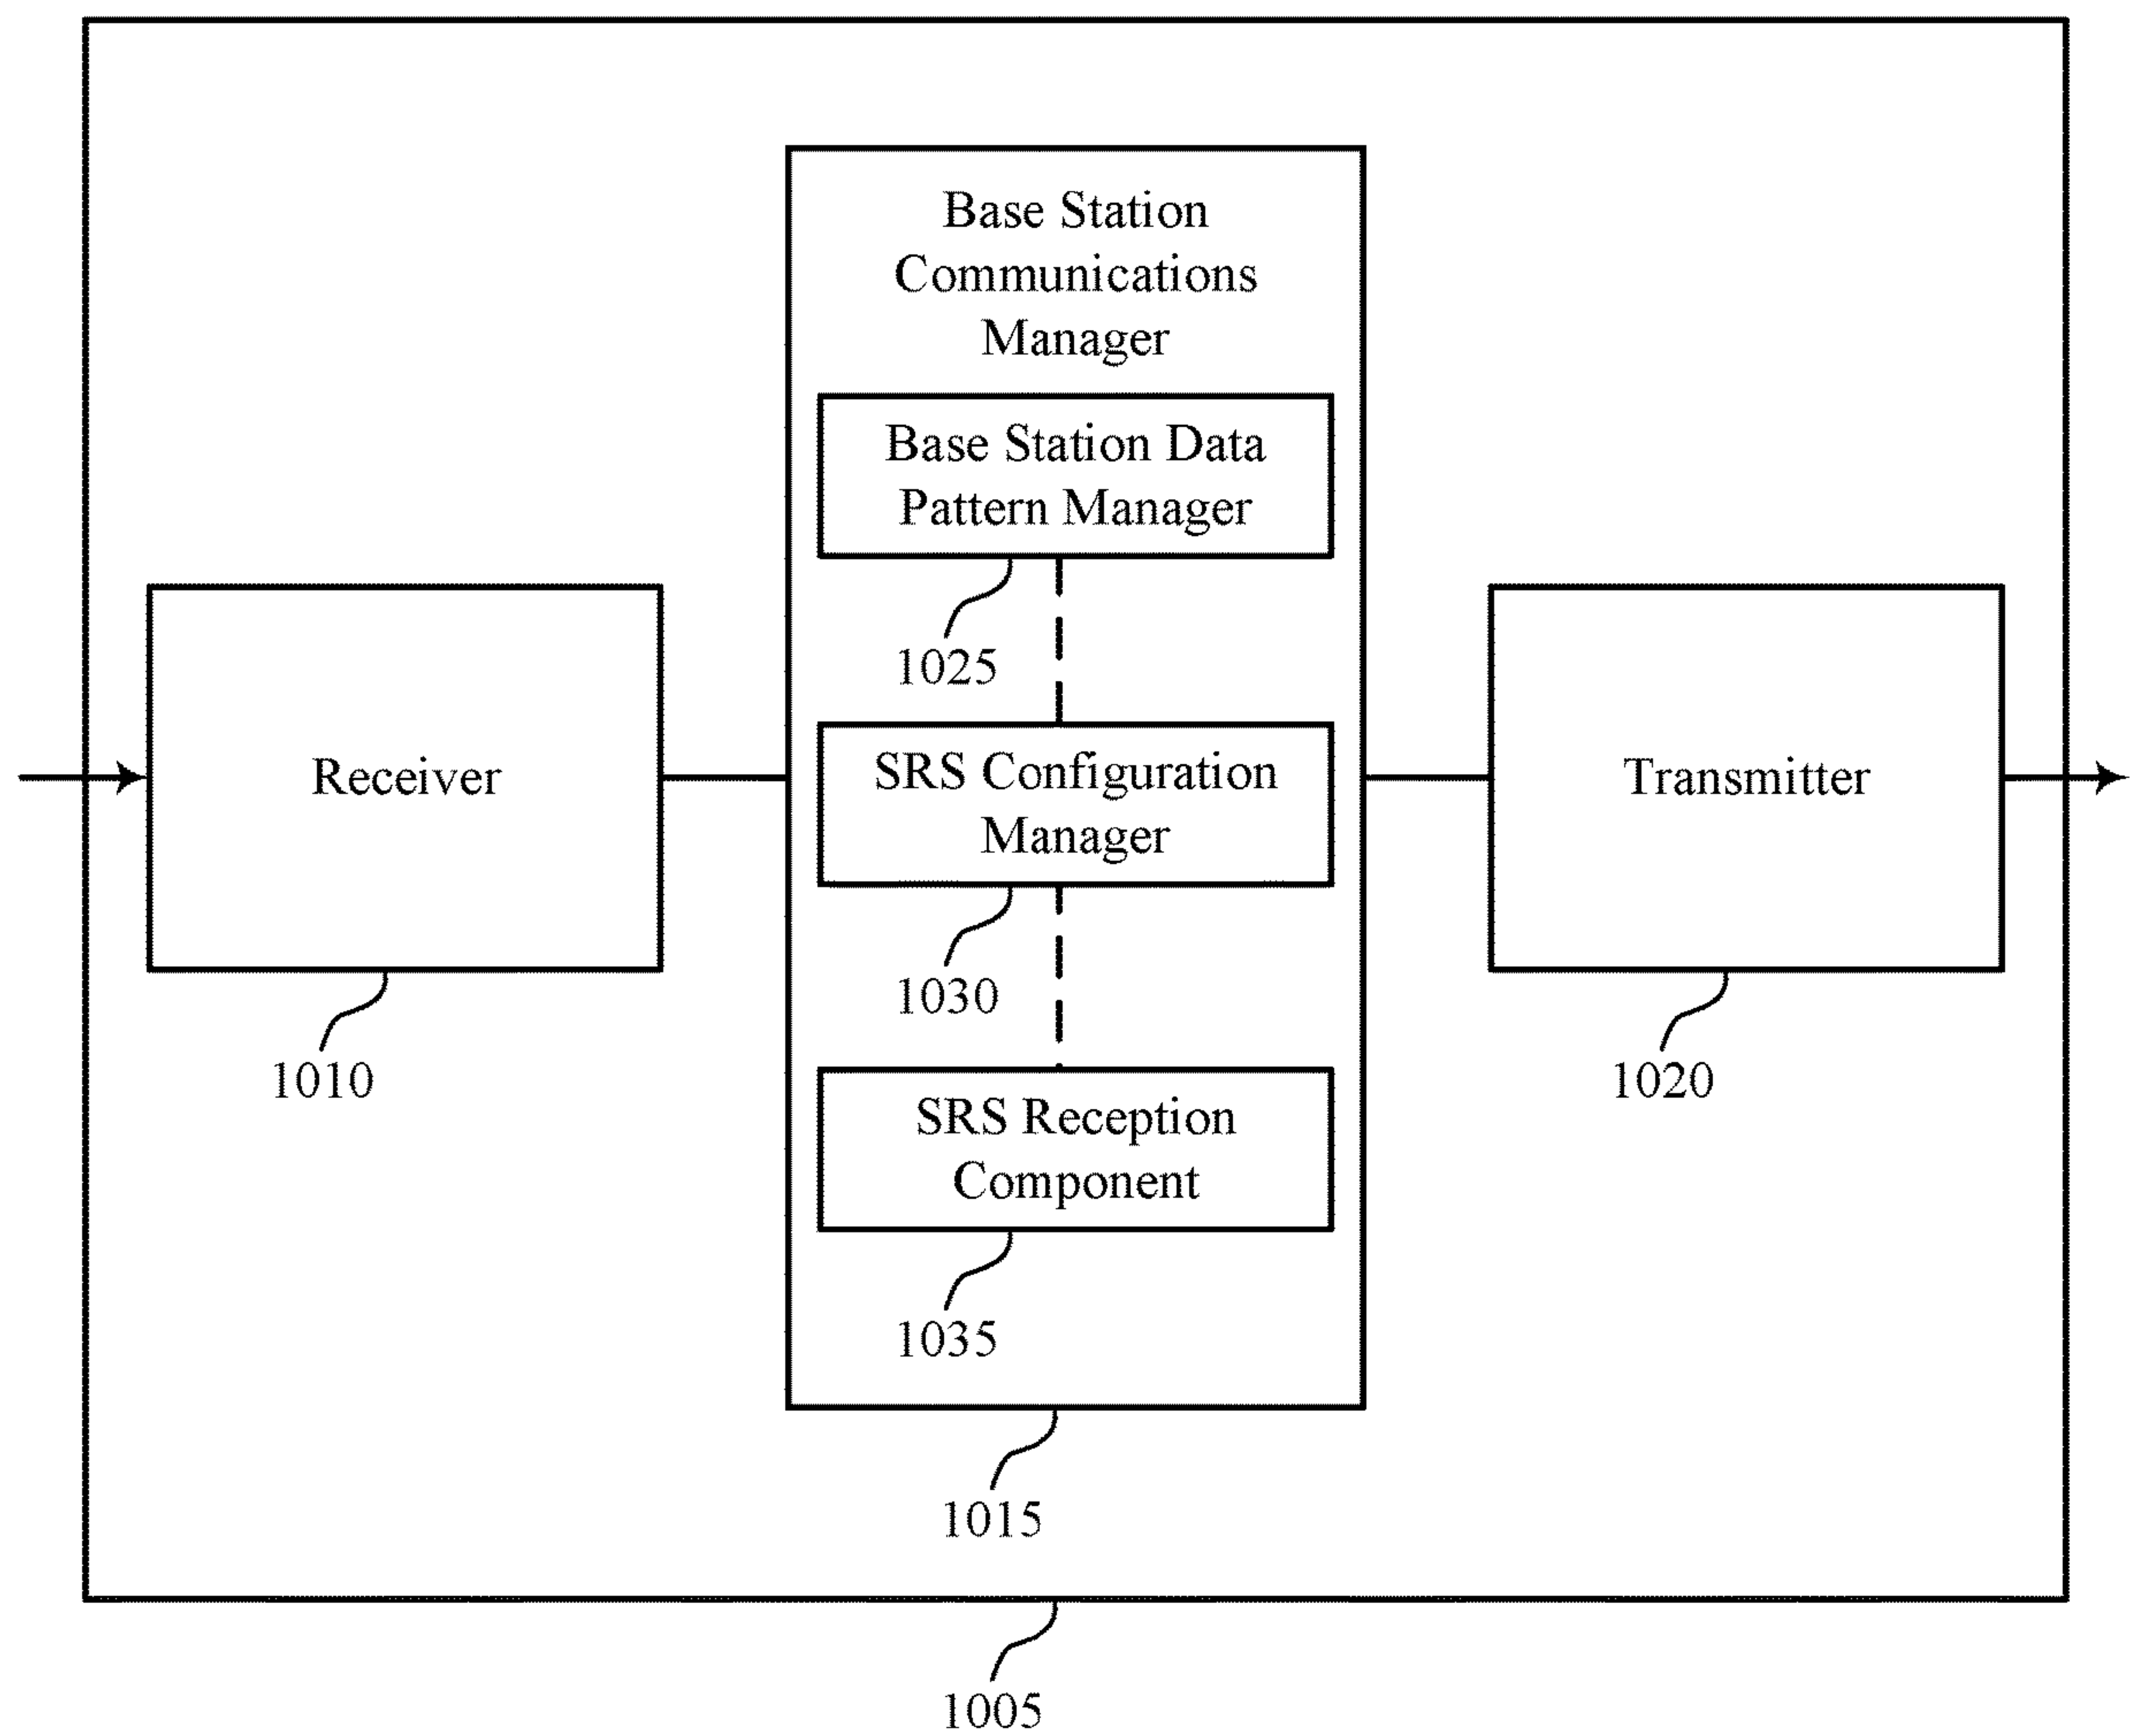 Base Station
Communications
Manager
Base Station Data
Pattern Manager
1025
Receiver
1010
SRS Configuration
Manager
1030
Transmitter
1020
SRS Reception
Component
1035
1015
1005